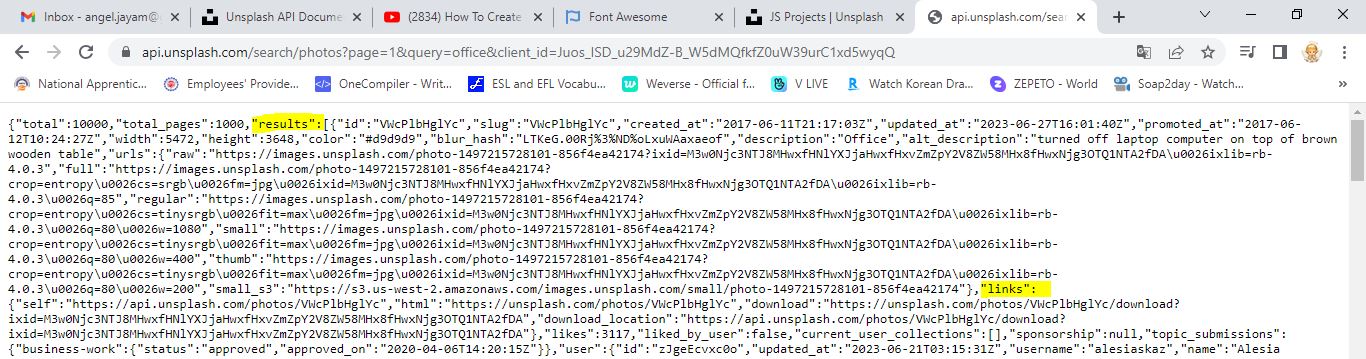 Inbox - angel.jayam@
Unsplash API Docume
(2834) How To Create
Font Awesome
JS Projects | Unsplash
api.unsplash.com/sear
api.unsplash.com/search/photos?page=1&query=office&client_id=Juos_ISD_u29MdZ-B_W5dMQfkfZ0uW39urC1xd5wyqQ
National Apprentic...
Employees' Provide...
OneCompiler - Writ...
ESL and EFL Vocabu...
Weverse - Official f...
V LIVE
Watch Korean Dra...
ZEPETO - World
Soap2day - Watch...
{"total":10000,"total_pages":1000,"results":[{"id":"VWcPlbHglYc","slug":"VWcPlbHglYc","created_at":"2017-06-11T21:17:03Z","updated_at":"2023-06-27T16:01:40Z","promoted_at":"2017-06-
12T10:24:27Z","width":5472,"height":3648,"color":"#d9d9d9","blur_hash":"LTKeG.00Rj%3%ND%oLxuWAaxaeof","description":"Office","alt_description":"turned off laptop computer on top of brown
wooden table","urls":{"raw":"https://images.unsplash.com/photo-1497215728101-856f4ea42174?ixid=M3w0Njc3NTJ8MHwxfHNlYXJjaHwxfHxvZmZpY2V8ZW58MHx8fHwxNjg3OTQ1NTA2fDA\u0026ixlib=rb-
4.0.3","full":"https://images.unsplash.com/photo-1497215728101-856f4ea42174?
crop=entropy\u0026cs=srgb\u0026fm=jpg\u0026ixid=M3w0Njc3NTJ8MHwxfHNlYXJjaHwxfHxvZmZpY2V8ZW58MHx8fHwxNjg3OTQ1NTA2fDA\u0026ixlib=rb-
4.0.3\u0026q=85","regular":"https://images.unsplash.com/photo-1497215728101-856f4ea42174?
crop=entropy\u0026cs=tinysrgb\u0026fit=max\u0026fm=jpg\u0026ixid=M3w0Njc3NTJ8MHwxfHNlYXJjaHwxfHxvZmZpY2V8ZW58MHx8fHwxNjg3OTQ1NTA2fDA\u0026ixlib=rb-
4.0.3\u0026q=80\u0026w=1080","small":"https://images.unsplash.com/photo-1497215728101-856f4ea42174?
crop=entropy\u0026cs=tinysrgb\u0026fit=max\u0026fm=jpg\u0026ixid=M3w0Njc3NTJ8MHwxfHNlYXJjaHwxfHxvZmZpY2V8ZW58MHx8fHwxNjg3OTQ1NTA2fDA\u0026ixlib=rb-
4.0.3\u0026q=80\u0026w=400","thumb":"https://images.unsplash.com/photo-1497215728101-856f4ea42174?
crop=entropy\u0026cs=tinysrgb\u0026fit=max\u0026fm=jpg\u0026ixid=M3w0Njc3NTJ8MHwxfHNlYXJjaHwxfHxvZmZpY2V8ZW58MHx8fHwxNjg3OTQ1NTA2fDA\u0026ixlib=rb-
4.0.3\u0026q=80\u0026w=200","small_s3":"https://s3.us-west-2.amazonaws.com/images.unsplash.com/small/photo-1497215728101-856f4ea42174"},"links":
{"self":"https://api.unsplash.com/photos/VWcPlbHglYc","html":"https://unsplash.com/photos/VWcPlbHglYc","download":"https://unsplash.com/photos/VWcPlbHglYc/download?
ixid=M3w0Njc3NTJ8MHwxfHNlYXJjaHwxfHxvZmZpY2V8ZW58MHx8fHwxNjg3OTQ1NTA2fDA","download_location":"https://api.unsplash.com/photos/VWcPlbHglYc/download?
ixid=M3w0Njc3NTJ8MHwxfHNlYXJjaHwxfHxvZmZpY2V8ZW58MHx8fHwxNjg3OTQ1NTA2fDA"},"likes":3117,"liked_by_user":false,"current_user_collections":[],"sponsorship":null,"topic_submissions":
{"business-work":{"status":"approved","approved_on":"2020-04-06T14:20:15Z"}},"user":{"id":"zJgeEcvxc0o","updated_at":"2023-06-21T03:15:31Z","username":"alesiaskaz","name":"Alesia